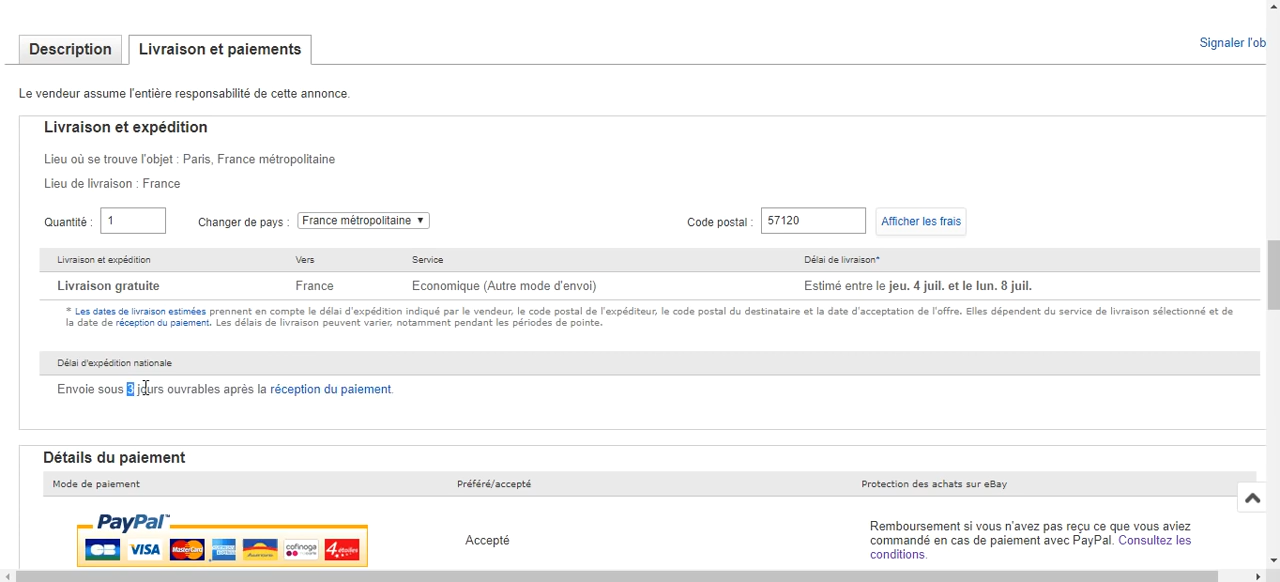 Description
Livraison et paiements
Signaler l'ob
Le vendeur assume l'entière responsabilité de cette annonce.
Livraison et expédition
Lieu où se trouve l'objet : Paris, France métropolitaine
Lieu de livraison : France
Quantité : 1 Changer de pays : France métropolitaine ▼ Code postal : 57120 Afficher les frais
Livraison et expédition Vers Service Délai de livraison*
Livraison gratuite France Economique (Autre mode d'envoi) Estimé entre le jeu. 4 juil. et le lun. 8 juil.
* Les dates de livraison estimées prennent en compte le délai d'expédition indiqué par le vendeur, le code postal de l'expéditeur, le code postal du destinataire et la date d'acceptation de l'offre. Elles dépendent du service de livraison sélectionné et de
la date de réception du paiement. Les délais de livraison peuvent varier, notamment pendant les périodes de pointe.
Délai d'expédition nationale
Envoie sous 3 jours ouvrables après la réception du paiement.
Détails du paiement
Mode de paiement Préféré/accepté Protection des achats sur eBay
PayPal™
CB VISA MasterCard Aurore cofinoga 4 étoiles
Accepté
Remboursement si vous n'avez pas reçu ce que vous aviez
commandé en cas de paiement avec PayPal. Consultez les
conditions.